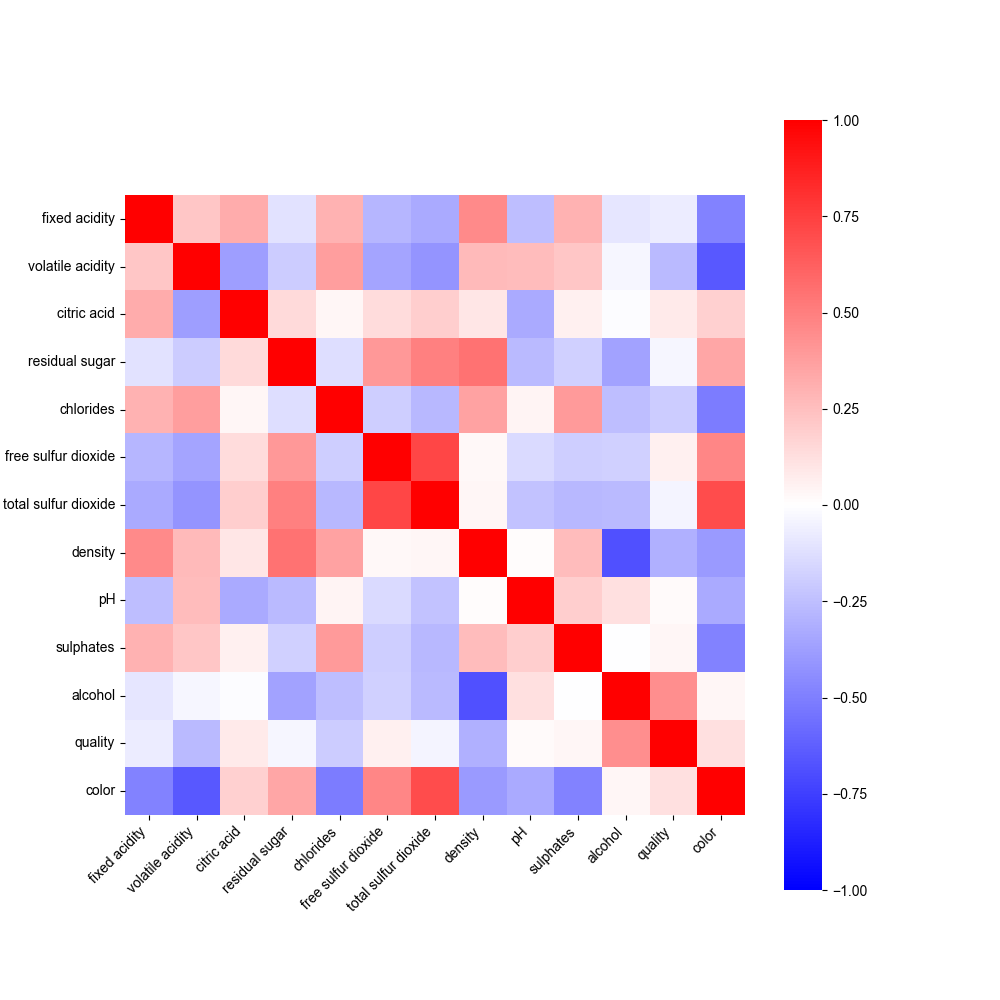 fixed acidity
volatile acidity
citric acid
residual sugar
chlorides
free sulfur dioxide
total sulfur dioxide
density
pH
sulphates
alcohol
quality
color
fixed acidity
volatile acidity
citric acid
residual sugar
chlorides
free sulfur dioxide
total sulfur dioxide
density
pH
sulphates
alcohol
quality
color
1.00
0.75
0.50
0.25
0.00
−0.25
−0.50
−0.75
−1.00